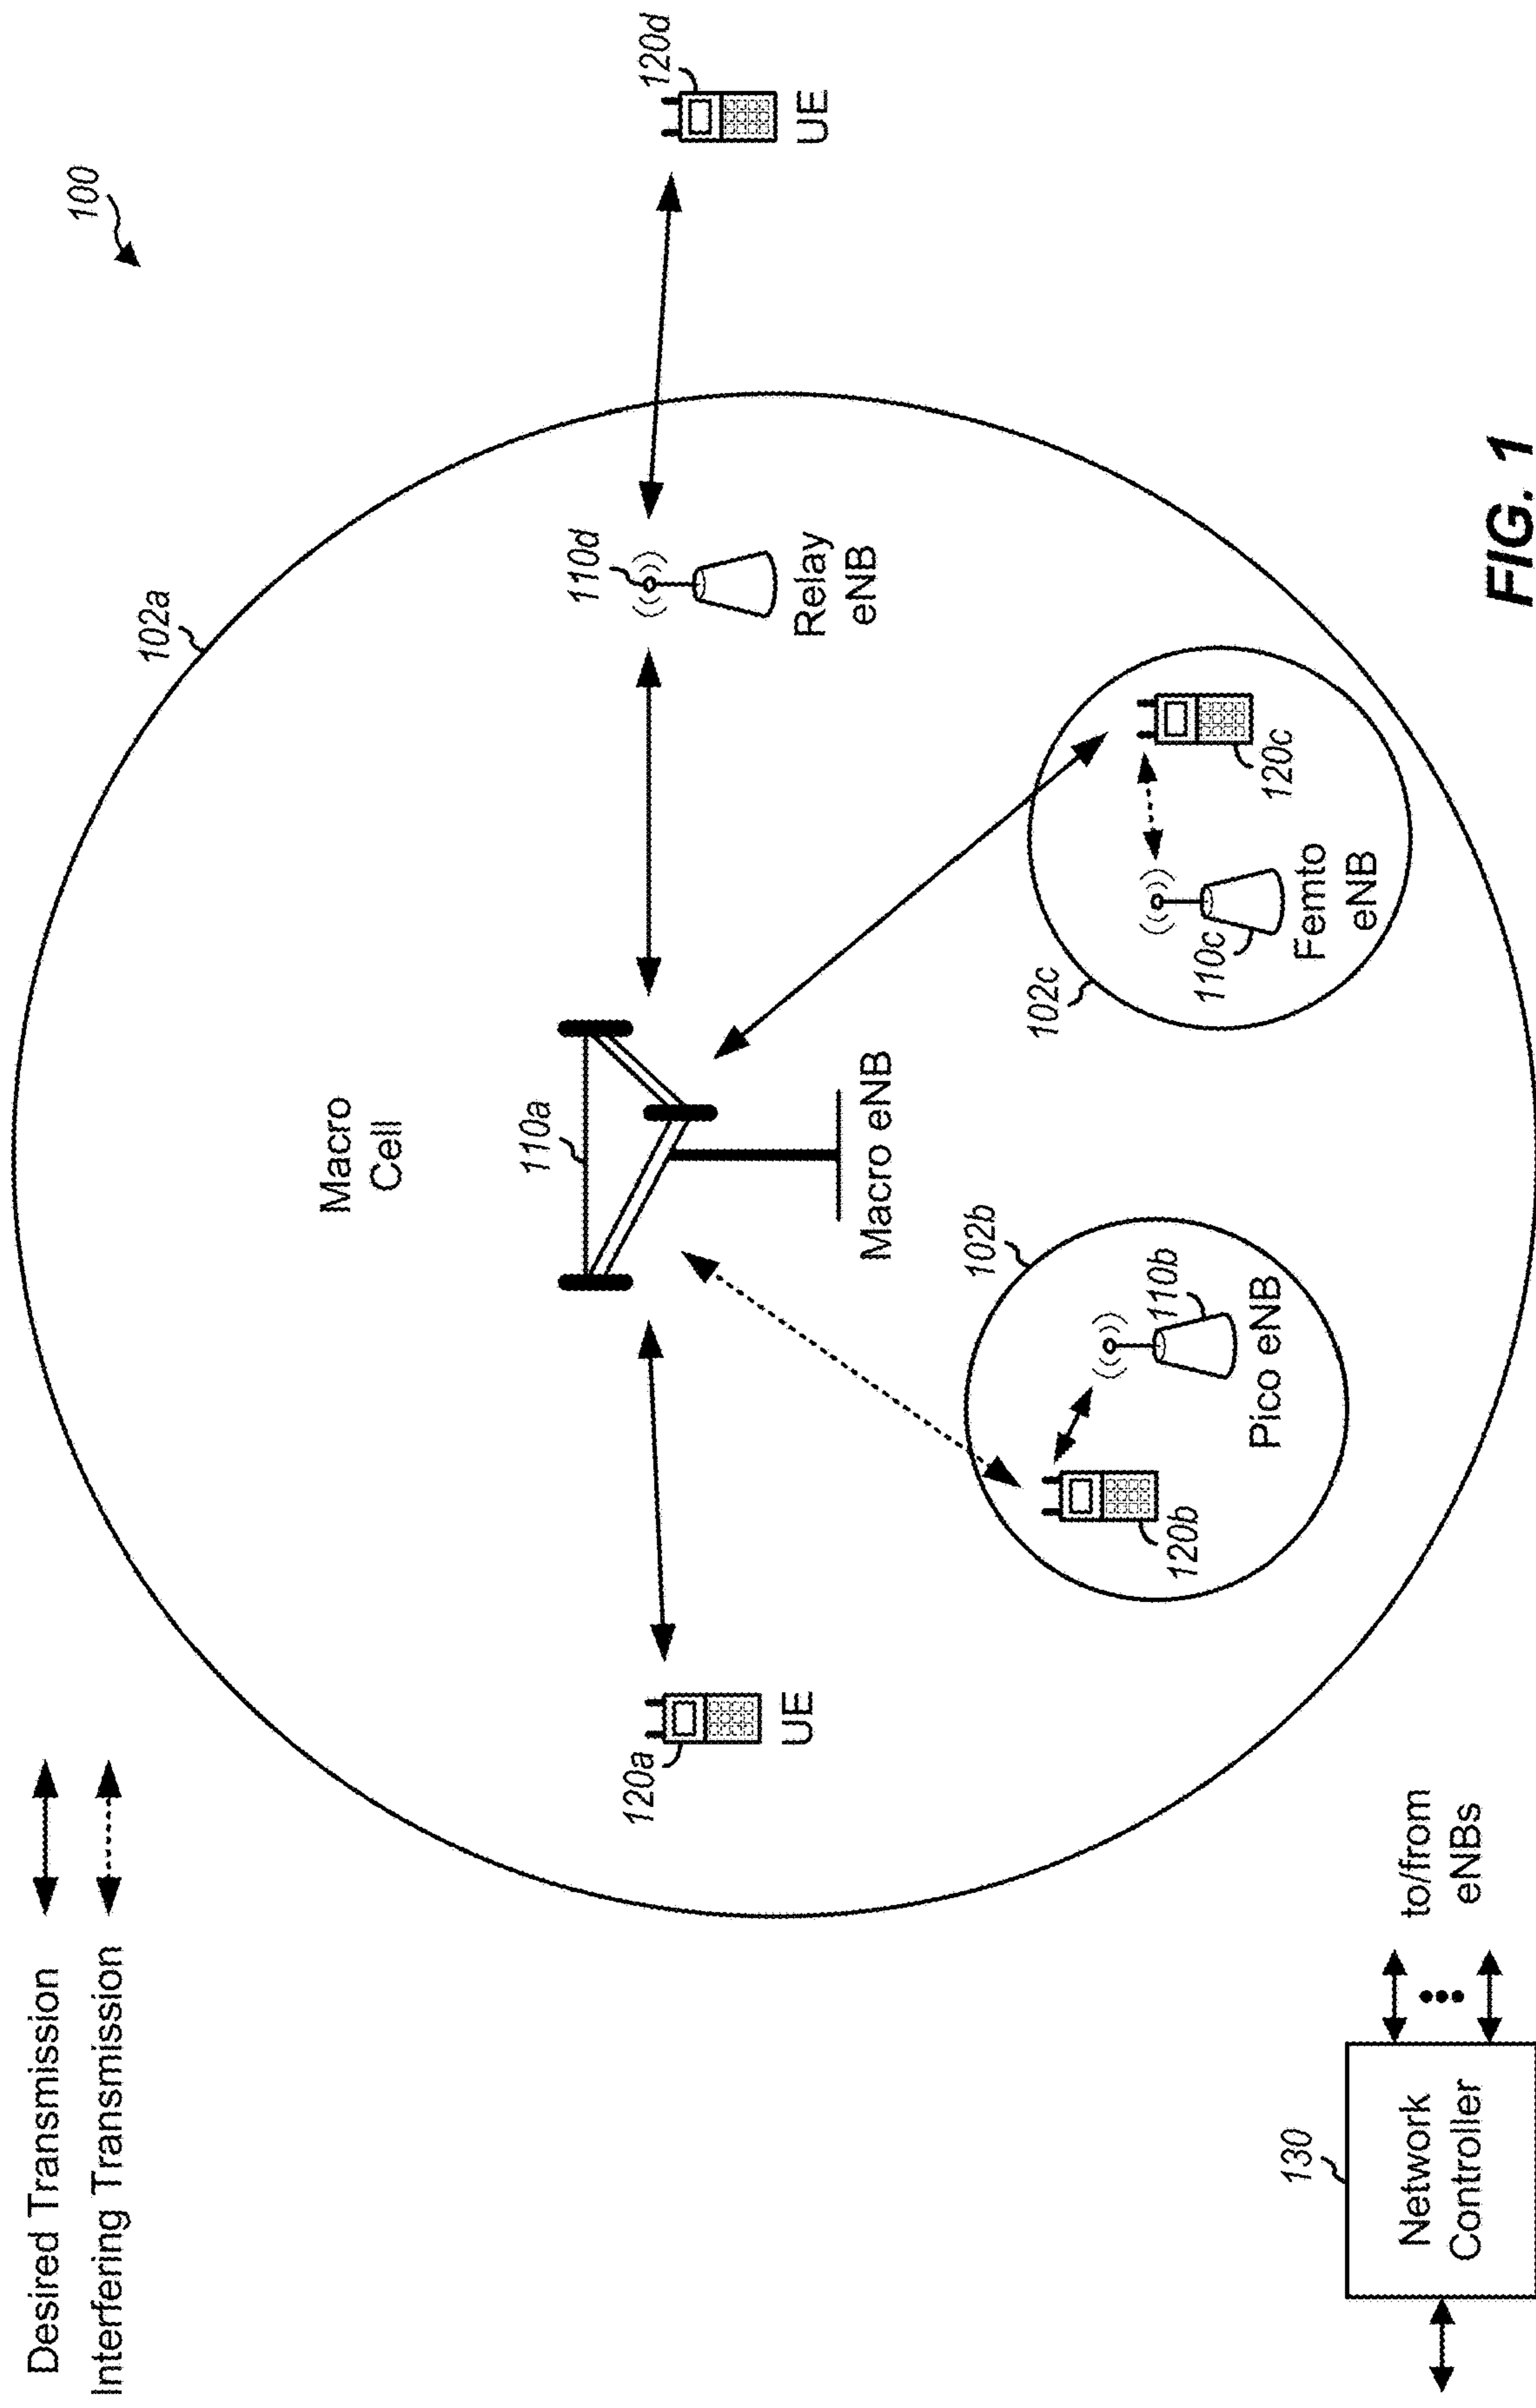 Desired Transmission
Interfering Transmission
100
102a
Macro
Cell
110a
Macro eNB
110d
Relay
eNB
120a
UE
120d
UE
102b
120b
110b
Pico eNB
102c
110c
Femto
eNB
120c
130
Network
Controller
to/from
eNBs
FIG. 1